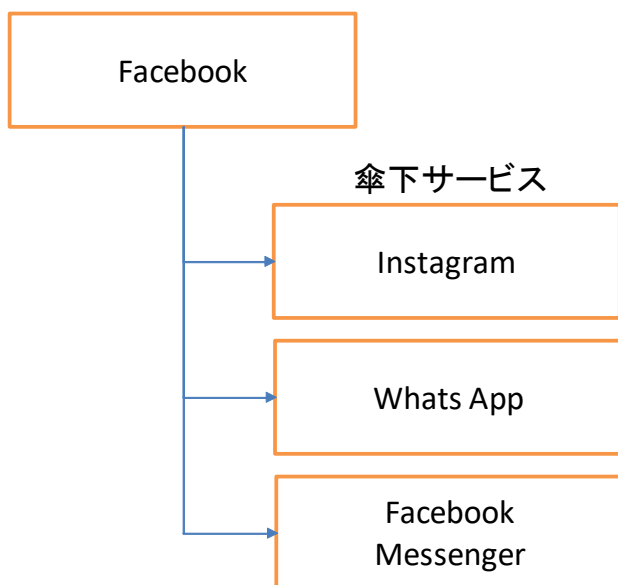 Facebook
傘下サービス
Instagram
Whats App
Facebook
Messenger